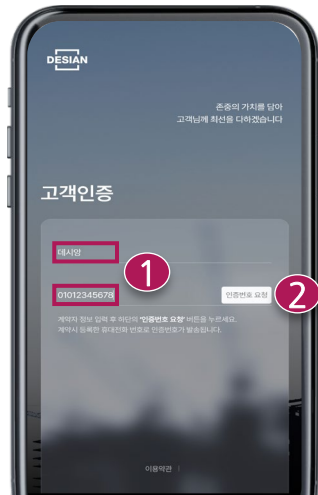 DESIAN
존중의 가치를 담아
고객님께 최선을 다하겠습니다
고객인증
데시앙
1
01012345678
인증번호 요청
2
계약자 정보 입력 후 하단의 "인증번호 요청" 버튼을 누르세요.
계약시 등록한 휴대전화 번호로 인증번호가 발송됩니다.
이용약관 |